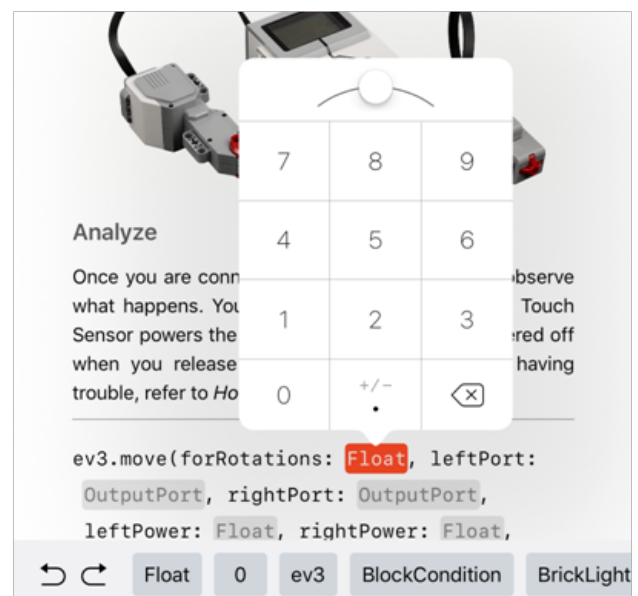 7 8 9
4 5 6
1 2 3
0 +/− .
Analyze
Once you are conn bserve
what happens. You Touch
Sensor powers the ered off
when you release having
trouble, refer to Ho
ev3.move(forRotations: Float, leftPort:
OutputPort, rightPort: OutputPort,
leftPower: Float, rightPower: Float,
Float 0 ev3 BlockCondition BrickLight